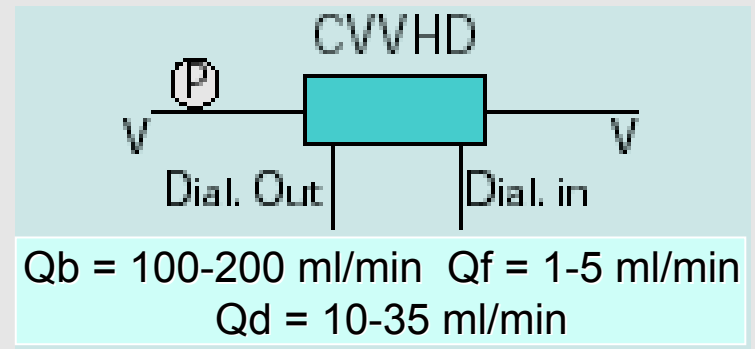 CVVHD
P
V V
Dial. Out Dial. in
Qb = 100-200 ml/min Qf = 1-5 ml/min
Qd = 10-35 ml/min